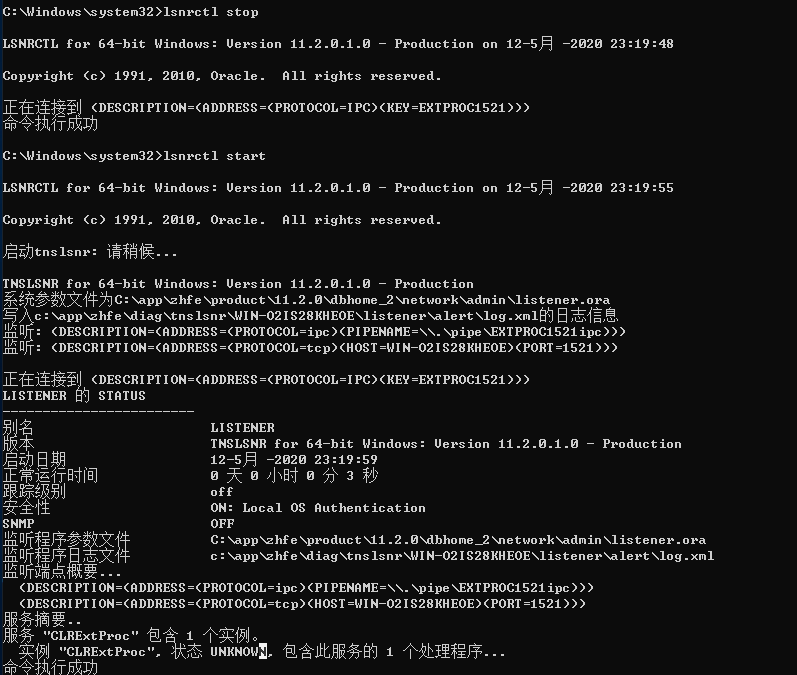 C:\Windows\system32>lsnrctl stop
LSNRCTL for 64-bit Windows: Version 11.2.0.1.0 - Production on 12-5月 -2020 23:19:48
Copyright (c) 1991, 2010, Oracle.  All rights reserved.
正在连接到 (DESCRIPTION=(ADDRESS=(PROTOCOL=IPC)(KEY=EXTPROC1521)))
命令执行成功
C:\Windows\system32>lsnrctl start
LSNRCTL for 64-bit Windows: Version 11.2.0.1.0 - Production on 12-5月 -2020 23:19:55
Copyright (c) 1991, 2010, Oracle.  All rights reserved.
启动tnslsnr: 请稍候...
TNSLSNR for 64-bit Windows: Version 11.2.0.1.0 - Production
系统参数文件为C:\app\zhfe\product\11.2.0\dbhome_2\network\admin\listener.ora
写入c:\app\zhfe\diag\tnslsnr\WIN-O2IS28KHEOE\listener\alert\log.xml的日志信息
监听: (DESCRIPTION=(ADDRESS=(PROTOCOL=ipc)(PIPENAME=\\.\pipe\EXTPROC1521ipc)))
监听: (DESCRIPTION=(ADDRESS=(PROTOCOL=tcp)(HOST=WIN-O2IS28KHEOE)(PORT=1521)))
正在连接到 (DESCRIPTION=(ADDRESS=(PROTOCOL=IPC)(KEY=EXTPROC1521)))
LISTENER 的 STATUS
------------------------
别名                      LISTENER
版本                      TNSLSNR for 64-bit Windows: Version 11.2.0.1.0 - Production
启动日期                  12-5月 -2020 23:19:59
正常运行时间              0 天 0 小时 0 分 3 秒
跟踪级别                  off
安全性                    ON: Local OS Authentication
SNMP                      OFF
监听程序参数文件          C:\app\zhfe\product\11.2.0\dbhome_2\network\admin\listener.ora
监听程序日志文件          c:\app\zhfe\diag\tnslsnr\WIN-O2IS28KHEOE\listener\alert\log.xml
监听端点概要...
  (DESCRIPTION=(ADDRESS=(PROTOCOL=ipc)(PIPENAME=\\.\pipe\EXTPROC1521ipc)))
  (DESCRIPTION=(ADDRESS=(PROTOCOL=tcp)(HOST=WIN-O2IS28KHEOE)(PORT=1521)))
服务摘要..
服务 "CLRExtProc" 包含 1 个实例。
  实例 "CLRExtProc", 状态 UNKNOWN, 包含此服务的 1 个处理程序...
命令执行成功